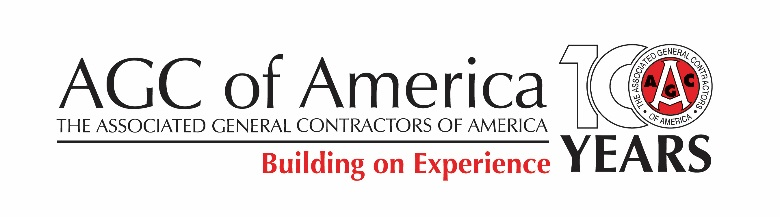 AGC of America
THE ASSOCIATED GENERAL CONTRACTORS OF AMERICA
Building on Experience
100
THE ASSOCIATED GENERAL CONTRACTORS
• OF AMERICA •
AGC
YEARS